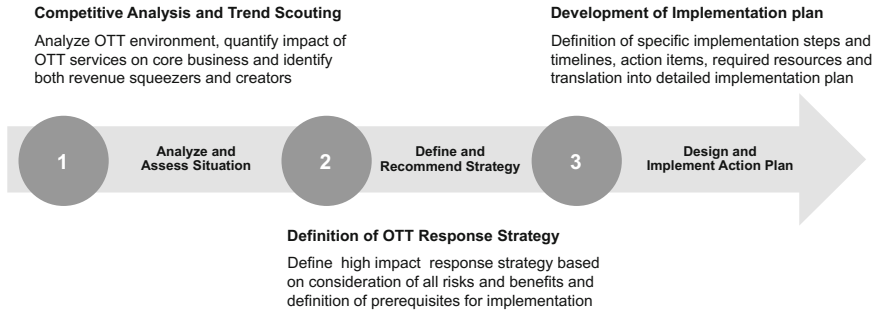 Competitive Analysis and Trend Scouting
Analyze OTT environment, quantify impact of
OTT services on core business and identify
both revenue squeezers and creators
Development of Implementation plan
Definition of specific implementation steps and
timelines, action items, required resources and
translation into detailed implementation plan
1
Analyze and
Assess Situation
2
Define and
Recommend Strategy
3
Design and
Implement Action Plan
Definition of OTT Response Strategy
Define high impact response strategy based
on consideration of all risks and benefits and
definition of prerequisites for implementation